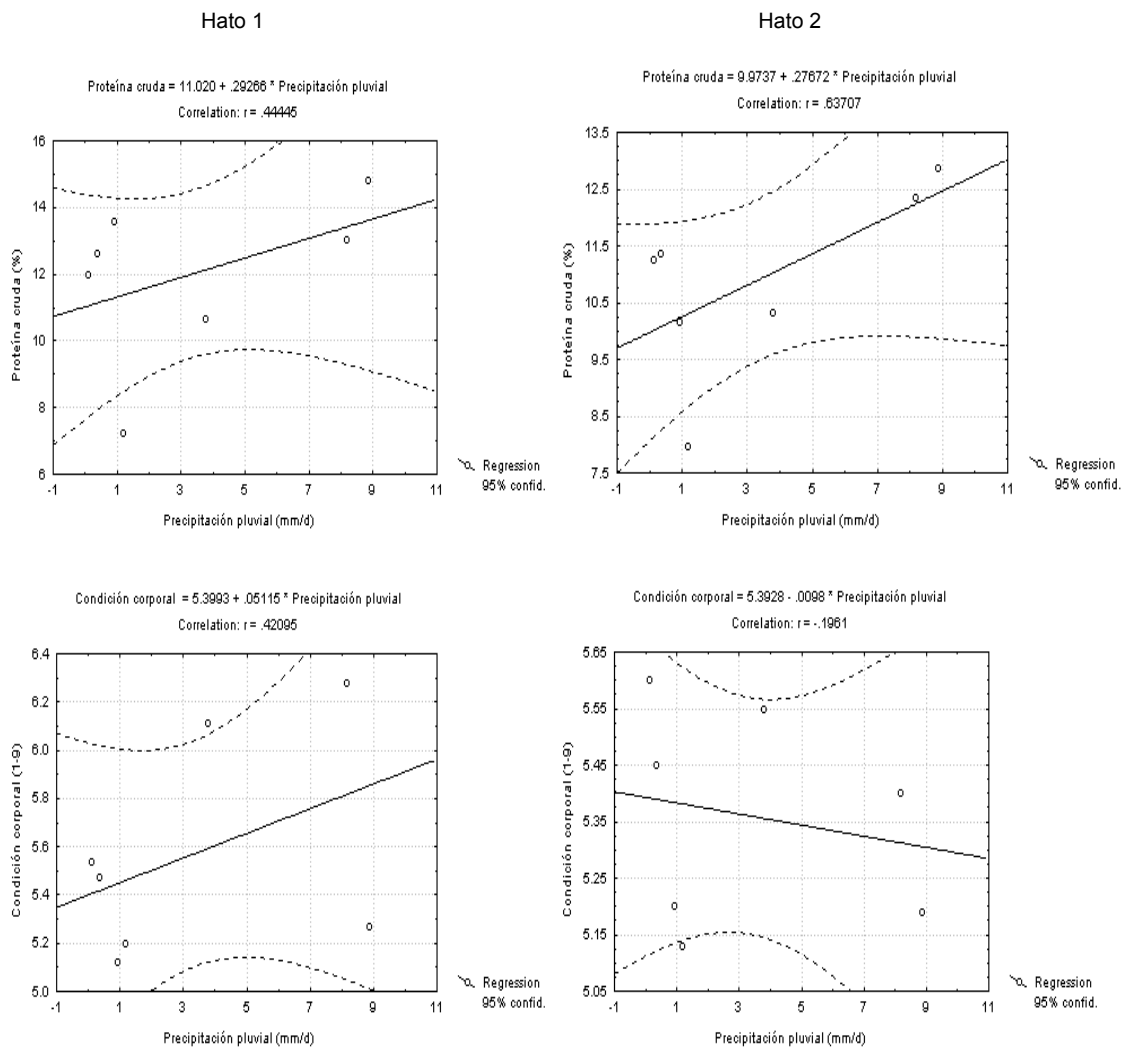 Hato 1
Hato 2
Proteína cruda = 11.020 + .29266 * Precipitación pluvial
Correlation: r = .44445
16
14
12
10
8
6
-1 1 3 5 7 9 11
Proteína cruda (%)
Precipitación pluvial (mm/d)
Regression
95% confid.
Proteína cruda = 9.9737 + .27672 * Precipitación pluvial
Correlation: r = .63707
13.5
12.5
11.5
10.5
9.5
8.5
7.5
-1 1 3 5 7 9 11
Proteína cruda (%)
Precipitación pluvial (mm/d)
Regression
95% confid.
Condición corporal = 5.3993 + .05115 * Precipitación pluvial
Correlation: r = .42095
6.4
6.2
6.0
5.8
5.6
5.4
5.2
5.0
-1 1 3 5 7 9 11
Condición corporal (1-9)
Precipitación pluvial (mm/d)
Regression
95% confid.
Condición corporal = 5.3928 - .0098 * Precipitación pluvial
Correlation: r = -.1961
5.65
5.55
5.45
5.35
5.25
5.15
5.05
-1 1 3 5 7 9 11
Condición corporal (1-9)
Precipitación pluvial (mm/d)
Regression
95% confid.